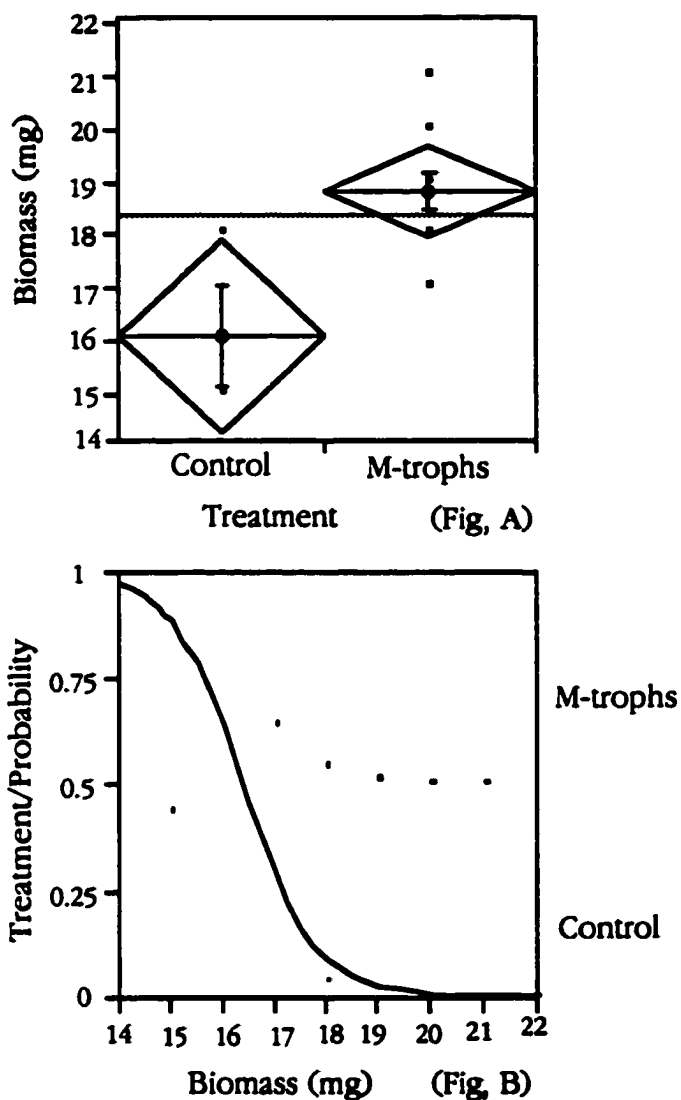 22
21
20
19
18
17
16
15
14
Biomass (mg)
Control M-trophs
Treatment (Fig, A)
1
0.75
0.5
0.25
0
Treatment/Probability
M-trophs
Control
14 15 16 17 18 19 20 21 22
Biomass (mg) (Fig, B)